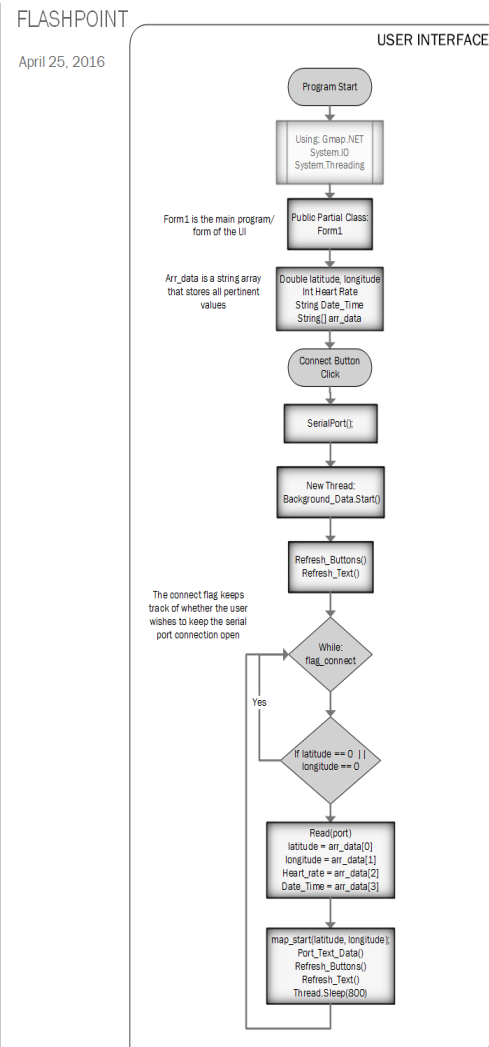 FLASHPOINT
April 25, 2016
USER INTERFACE
Program Start
Using: Gmap.NET
System.IO
System.Threading
Form1 is the main program/
form of the UI
Public Partial Class:
Form1
Arr_data is a string array
that stores all pertinent
values
Double latitude, longitude
Int Heart Rate
String Date_Time
String[] arr_data
Connect Button
Click
SerialPort();
New Thread:
Background_Data.Start()
Refresh_Buttons()
Refresh_Text()
The connect flag keeps
track of whether the user
wishes to keep the serial
port connection open
While:
flag_connect
Yes
If latitude == 0 ||
longitude == 0
Read(port)
latitude = arr_data[0]
longitude = arr_data[1]
Heart_rate = arr_data[2]
Date_Time = arr_data[3]
map_start(latitude, longitude);
Port_Text_Data()
Refresh_Buttons()
Refresh_Text()
Thread.Sleep(800)